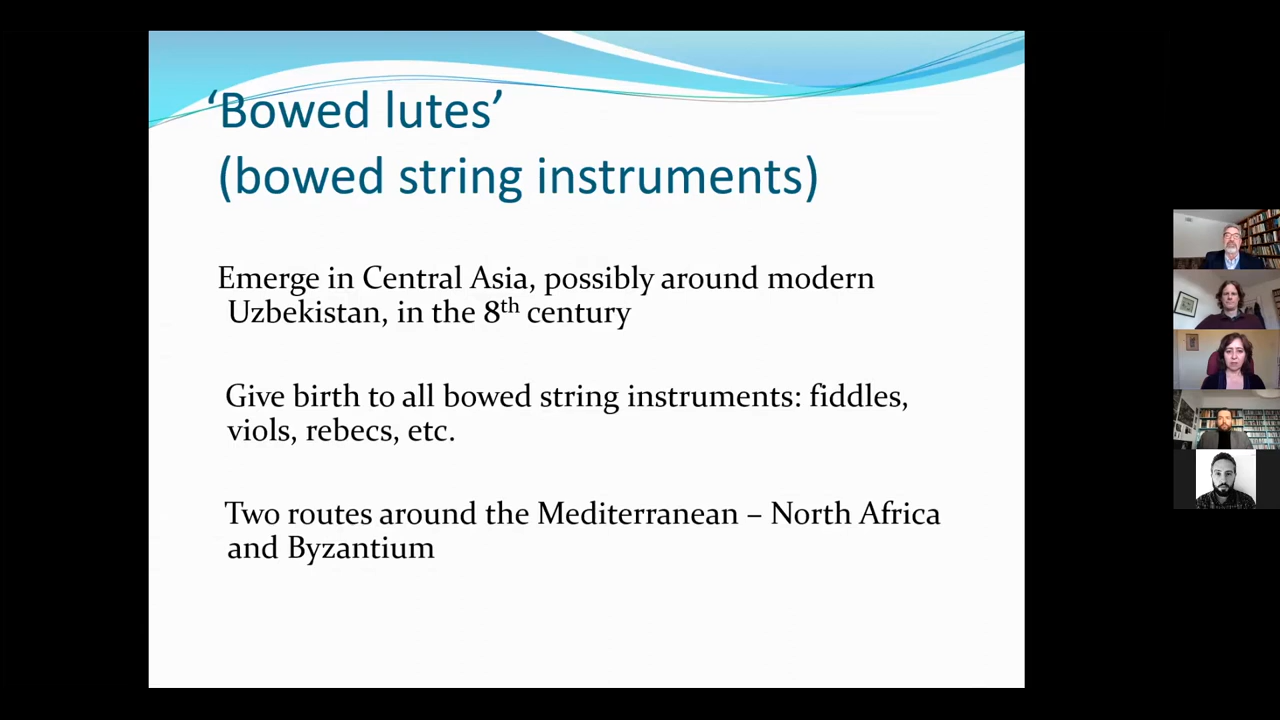 ‘Bowed lutes’
(bowed string instruments)
Emerge in Central Asia, possibly around modern
Uzbekistan, in the 8th century
Give birth to all bowed string instruments: fiddles,
viols, rebecs, etc.
Two routes around the Mediterranean – North Africa
and Byzantium